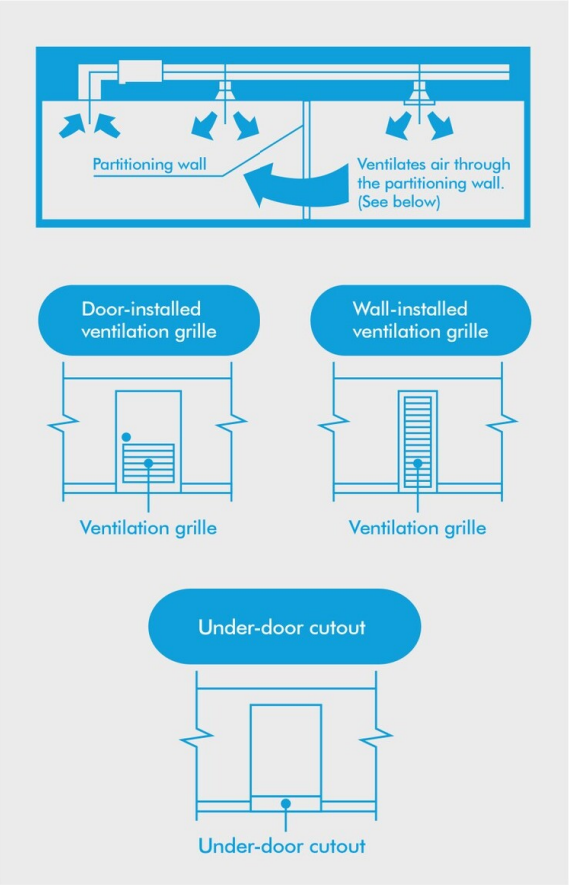 Partitioning wall
Ventilates air through
the partitioning wall.
(See below)
Door-installed
ventilation grille
Wall-installed
ventilation grille
Ventilation grille
Ventilation grille
Under-door cutout
Under-door cutout